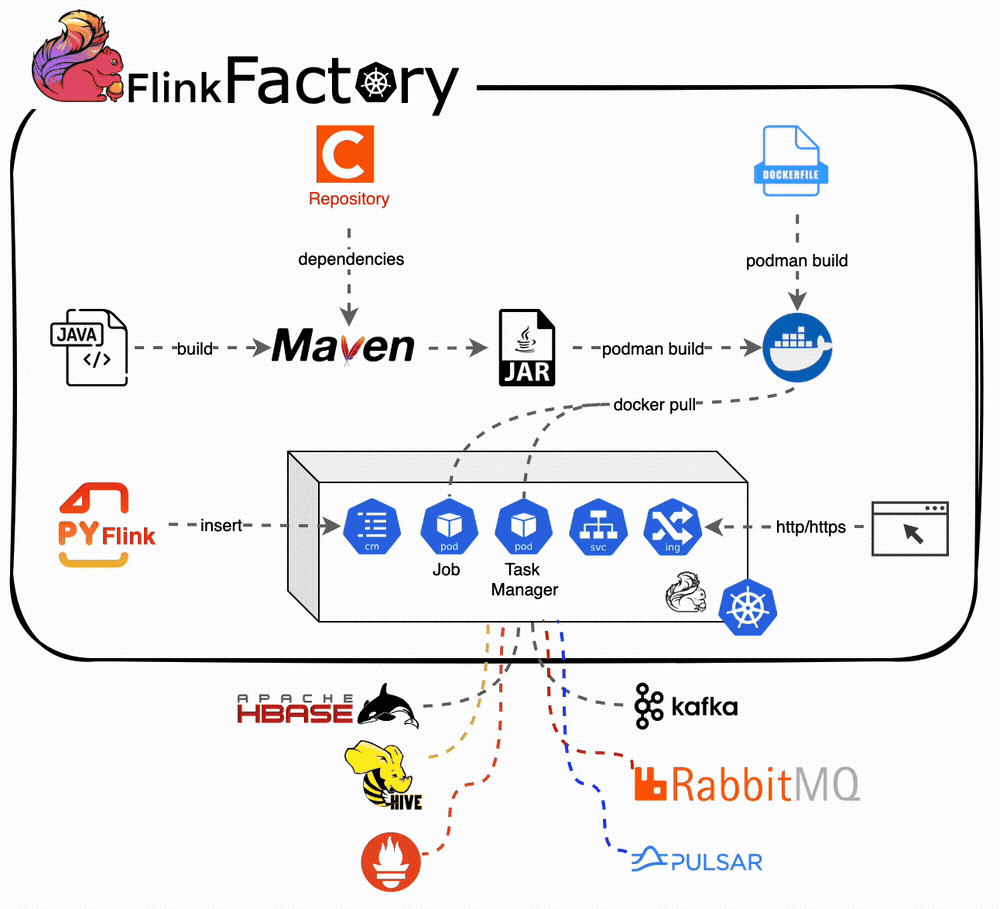 FlinkFactory
C
Repository
DOCKERFILE
dependencies
podman build
JAVA
</>
build
Maven
JAR
podman build
docker pull
PY Flink
insert
cm
pod
pod
svc
ing
http/https
Job
Task
Manager
APACHE
HBASE
kafka
HIVE
RabbitMQ
PULSAR